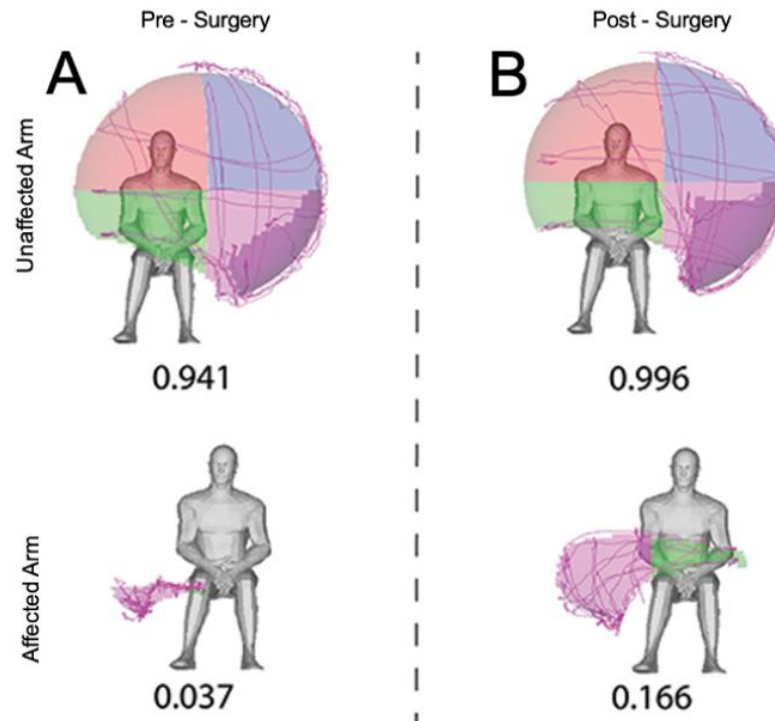 Pre - Surgery
Post - Surgery
A
B
Unaffected Arm
0.941
0.996
Affected Arm
0.037
0.166